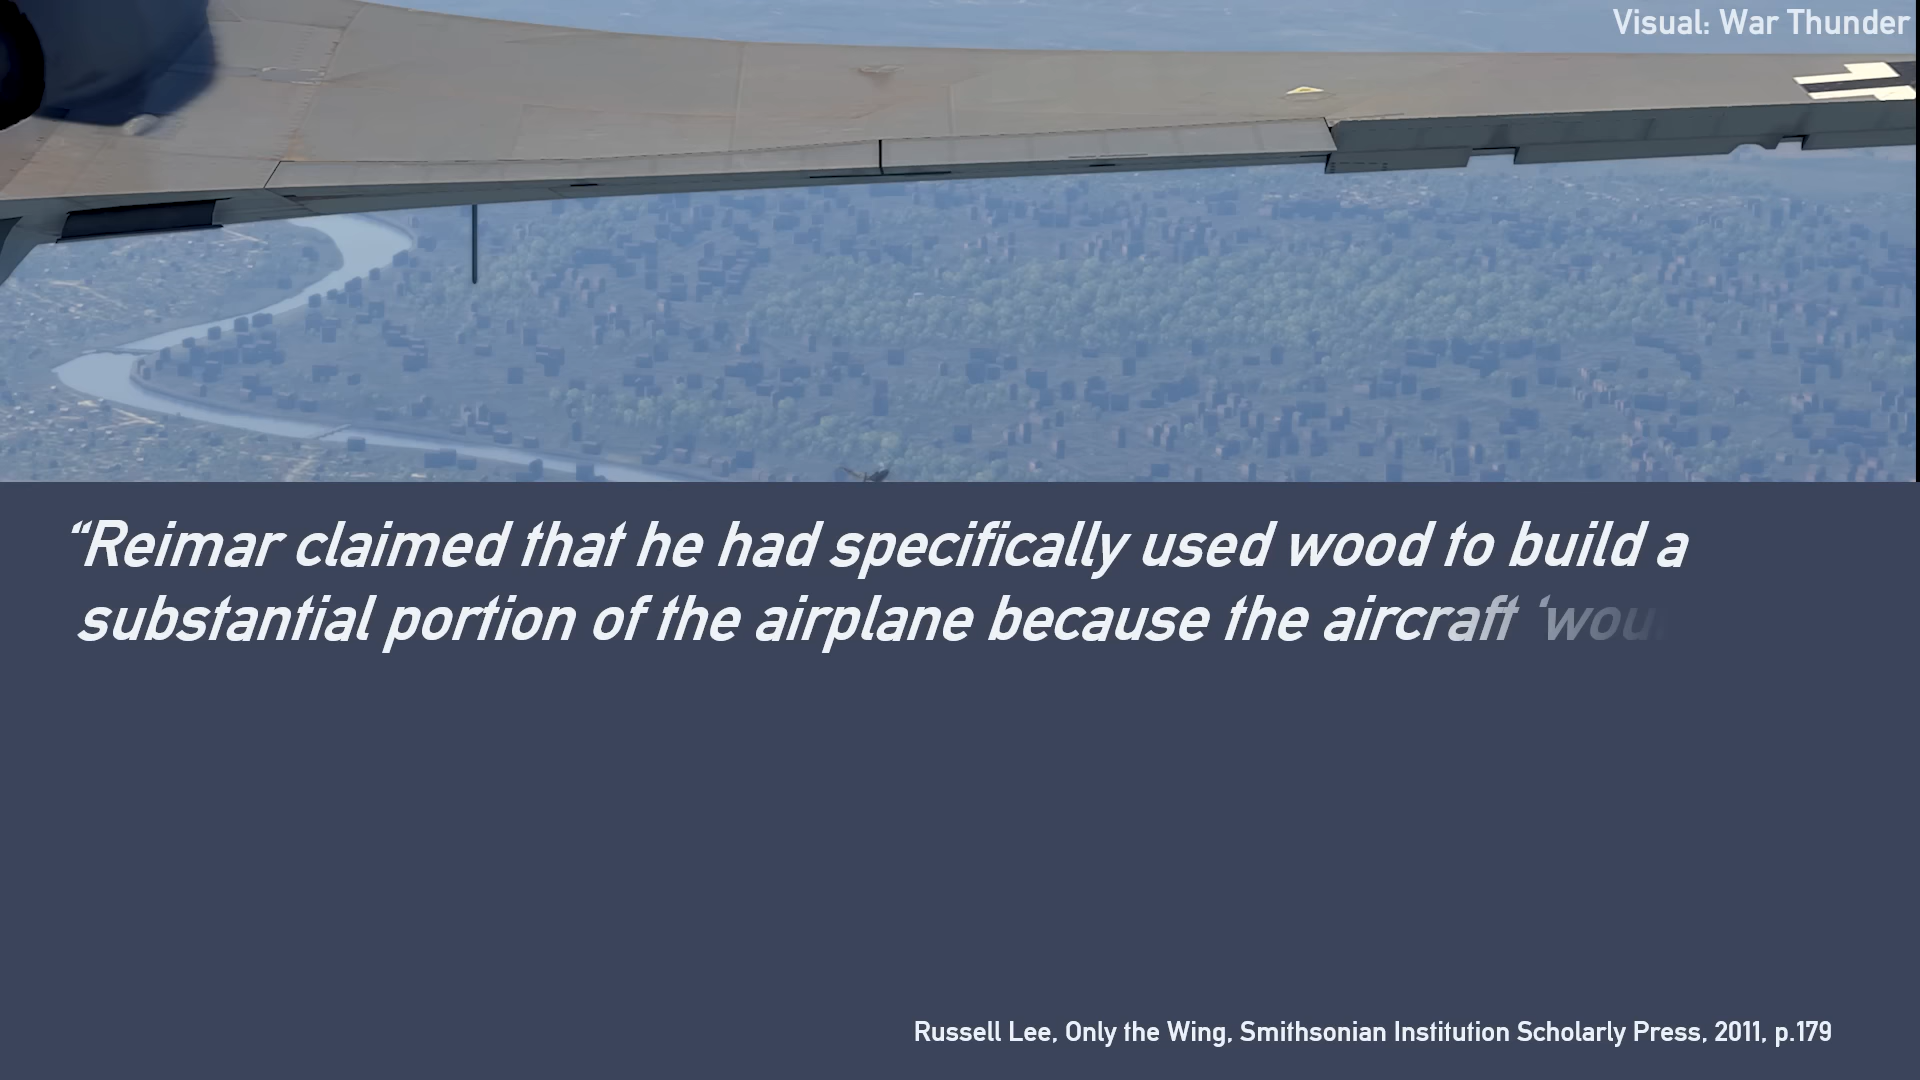 Visual: War Thunder
“Reimar claimed that he had specifically used wood to build a
substantial portion of the airplane because the aircraft
Russell Lee, Only the Wing, Smithsonian Institution Scholarly Press, 2011, p.179